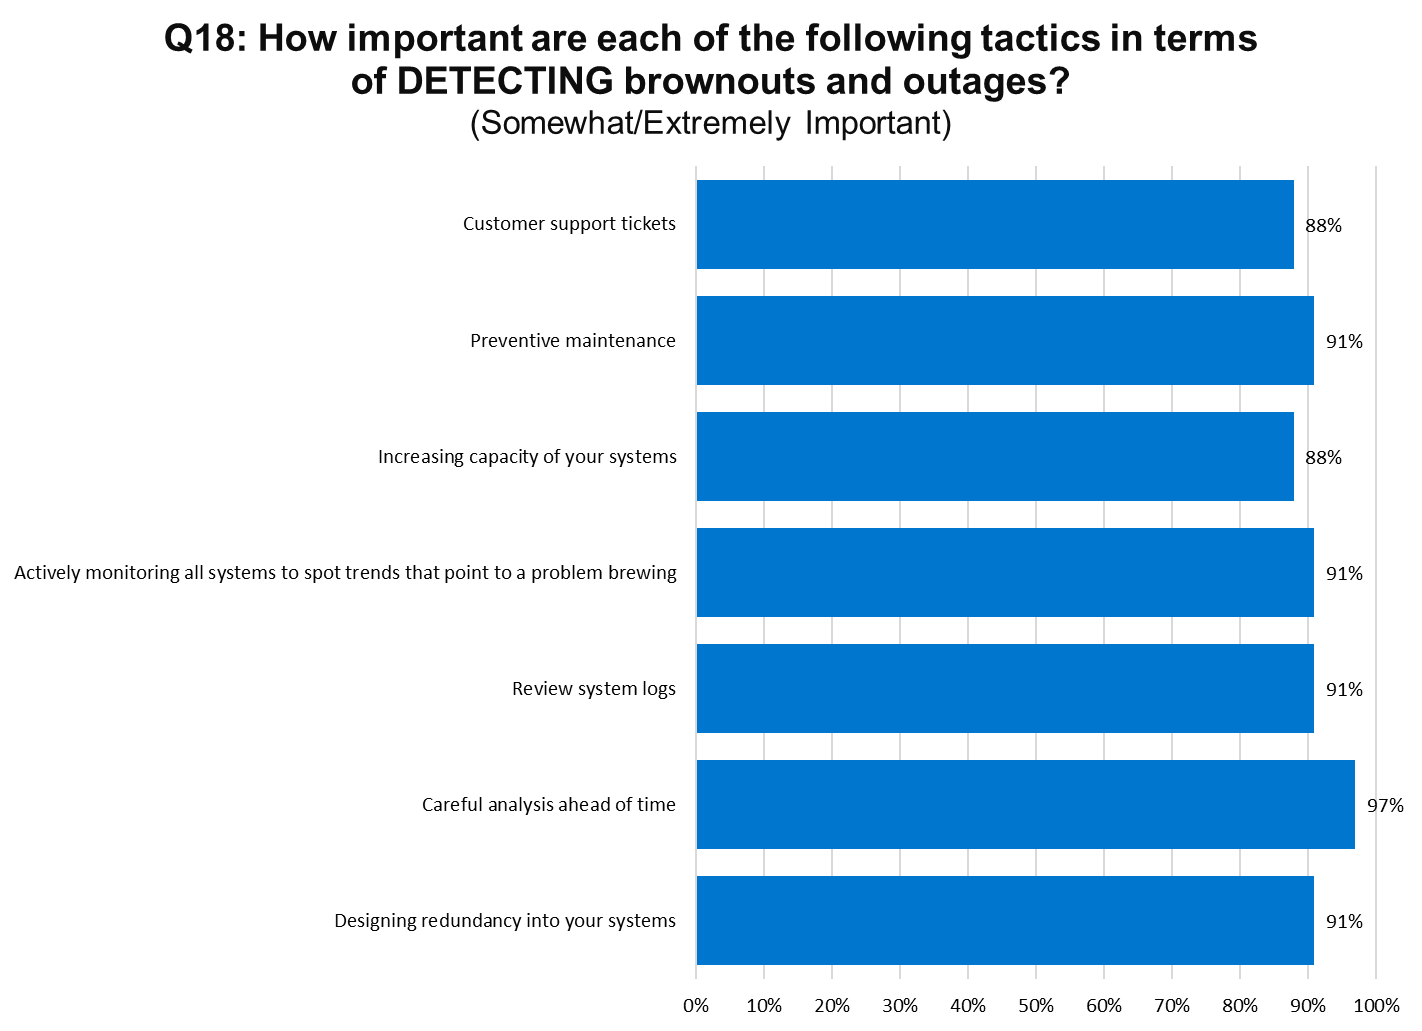 Q18: How important are each of the following tactics in terms
of DETECTING brownouts and outages?
(Somewhat/Extremely Important)
Customer support tickets
88%
Preventive maintenance
91%
Increasing capacity of your systems
88%
Actively monitoring all systems to spot trends that point to a problem brewing
91%
Review system logs
91%
Careful analysis ahead of time
97%
Designing redundancy into your systems
91%
0% 10% 20% 30% 40% 50% 60% 70% 80% 90% 100%